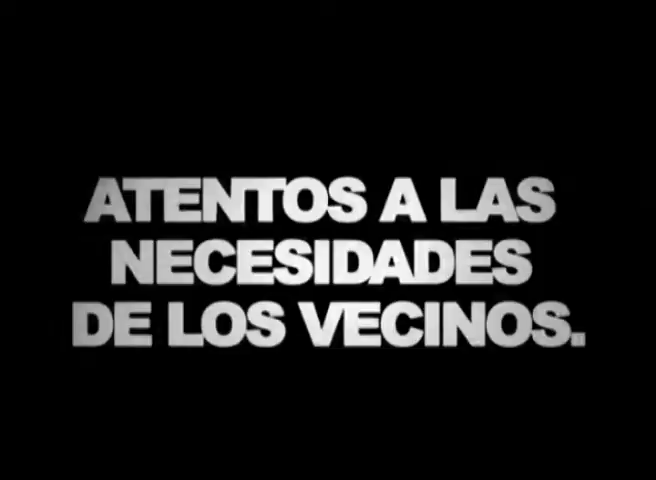 ATENTOS A LAS
NECESIDADES
DE LOS VECINOS.